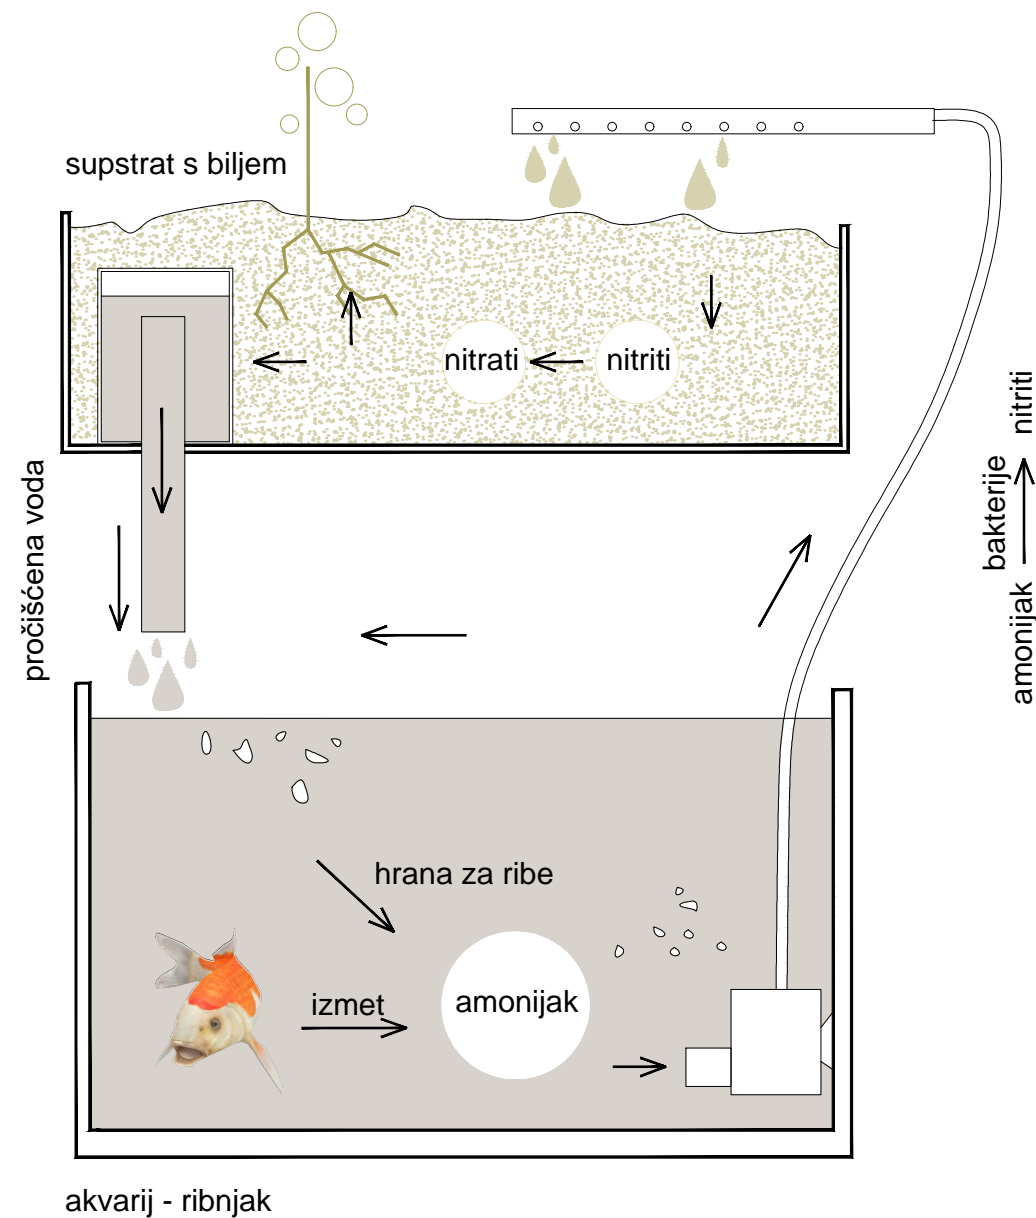 supstrat s biljem
nitrati
nitriti
pročišćena voda
amonijak
bakterije
nitriti
hrana za ribe
izmet
amonijak
akvarij - ribnjak